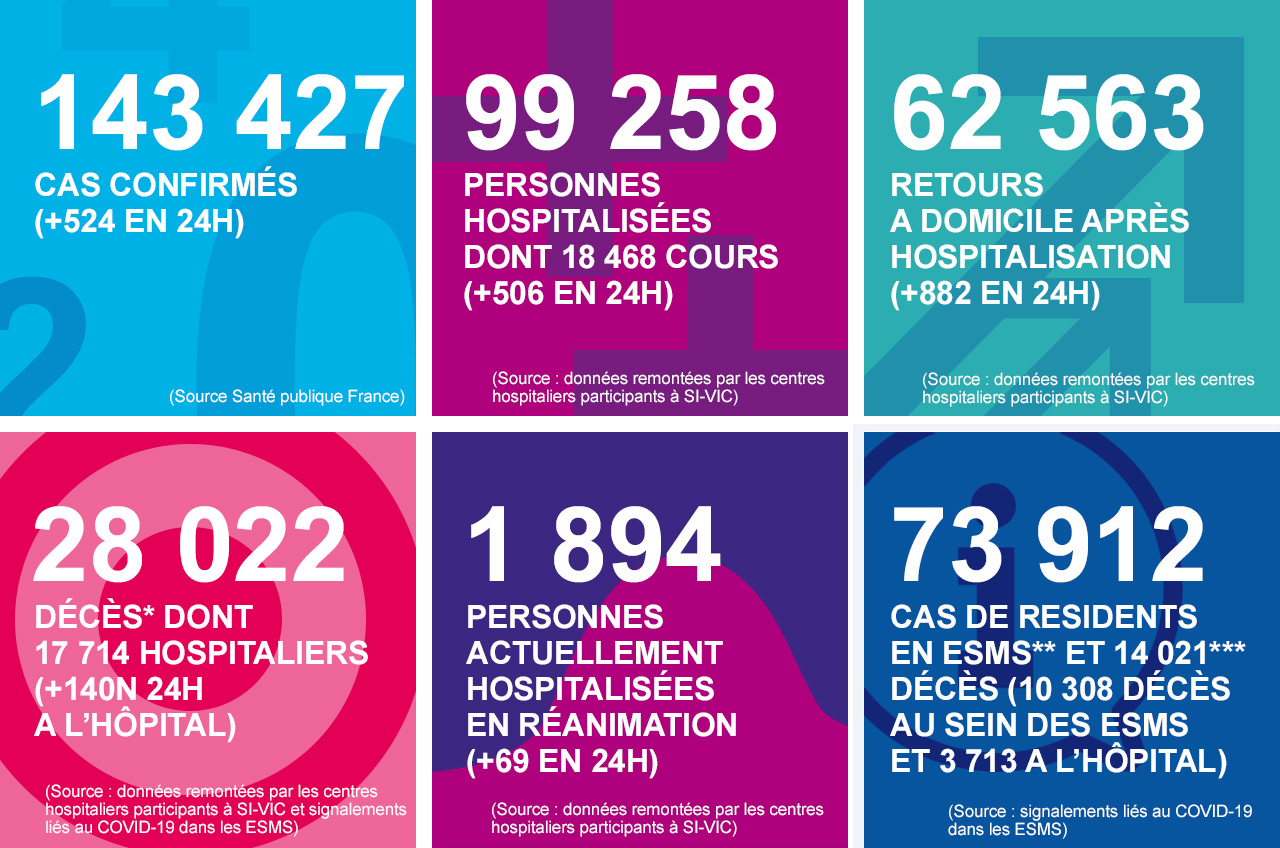 143 427
CAS CONFIRMÉS
(+524 EN 24H)
(Source Santé publique France)
99 258
PERSONNES
HOSPITALISÉES
DONT 18 468 COURS
(+506 EN 24H)
(Source : données remontées par les centres
hospitaliers participants à SI-VIC)
62 563
RETOURS
A DOMICILE APRÈS
HOSPITALISATION
(+882 EN 24H)
(Source : données remontées par les centres
hospitaliers participants à SI-VIC)
28 022
DÉCÈS* DONT
17 714 HOSPITALIERS
(+140N 24H
A L’HÔPITAL)
(Source : données remontées par les centres
hospitaliers participants à SI-VIC et signalements
liés au COVID-19 dans les ESMS)
1 894
PERSONNES
ACTUELLEMENT
HOSPITALISÉES
EN RÉANIMATION
(+69 EN 24H)
(Source : données remontées par les centres
hospitaliers participants à SI-VIC)
73 912
CAS DE RESIDENTS
EN ESMS** ET 14 021***
DÉCÈS (10 308 DÉCÈS
AU SEIN DES ESMS
ET 3 713 A L’HÔPITAL)
(Source : signalements liés au COVID-19
dans les ESMS)